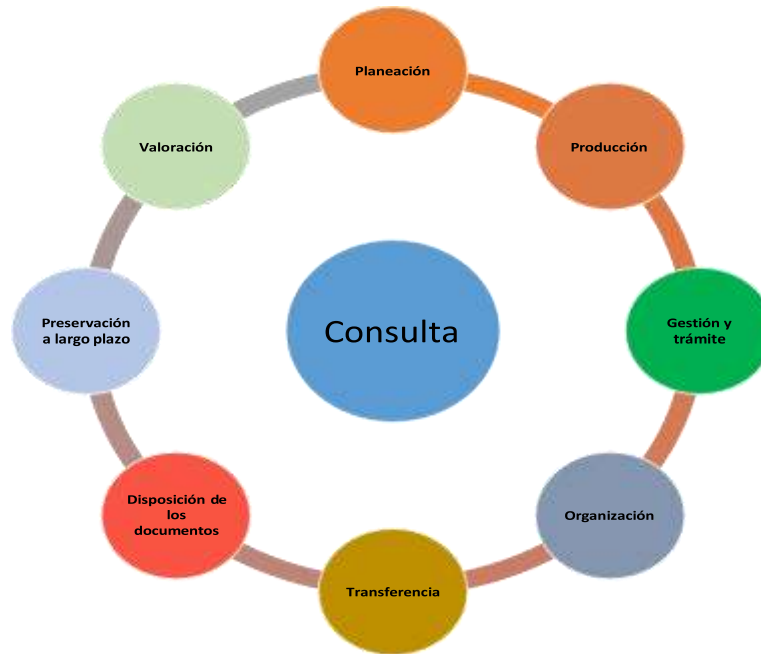 Planeación
Producción
Gestión y
trámite
Organización
Transferencia
Disposición de
los
documentos
Preservación
a largo plazo
Valoración
Consulta